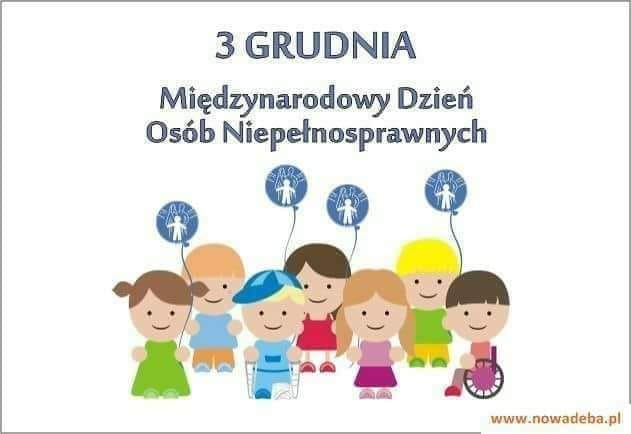 3 GRUDNIA
Międzynarodowy Dzień
Osób Niepełnosprawnych
www.nowadeba.pl